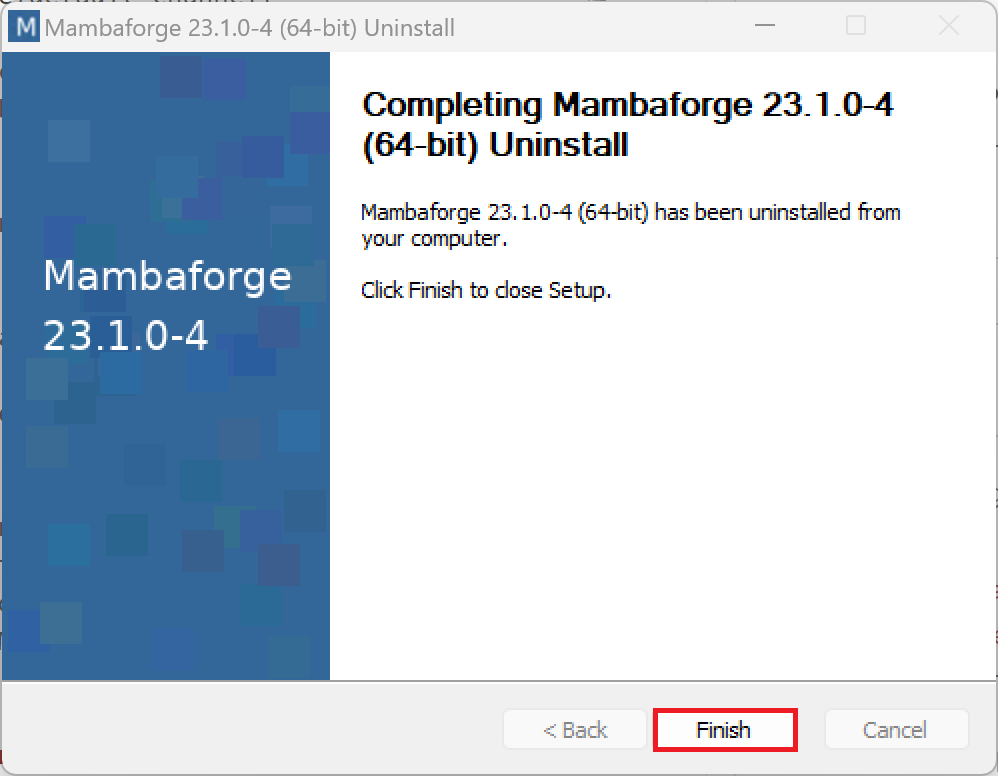 M Mambaforge 23.1.0-4 (64-bit) Uninstall
Mambaforge
23.1.0-4
Completing Mambaforge 23.1.0-4
(64-bit) Uninstall
Mambaforge 23.1.0-4 (64-bit) has been uninstalled from
your computer.
Click Finish to close Setup.
< Back Finish Cancel